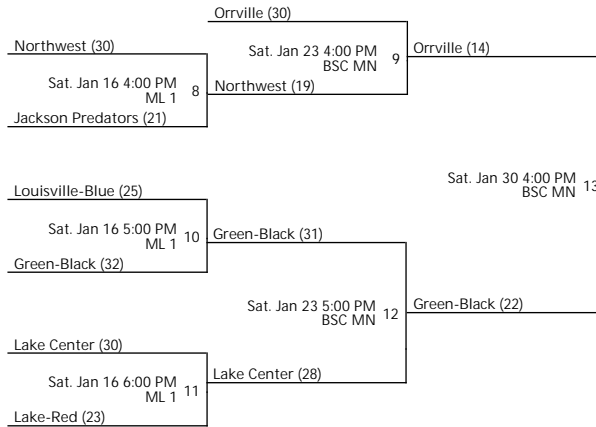 Orrville (30)
Northwest (30)
Sat. Jan 23 4:00 PM
BSC MN
9
Orrville (14)
Sat. Jan 16 4:00 PM
ML 1
8
Northwest (19)
Jackson Predators (21)
Louisville-Blue (25)
Sat. Jan 30 4:00 PM
BSC MN
13
Sat. Jan 16 5:00 PM
ML 1
10
Green-Black (31)
Green-Black (32)
Sat. Jan 23 5:00 PM
BSC MN
12
Green-Black (22)
Lake Center (30)
Sat. Jan 16 6:00 PM
ML 1
11
Lake Center (28)
Lake-Red (23)